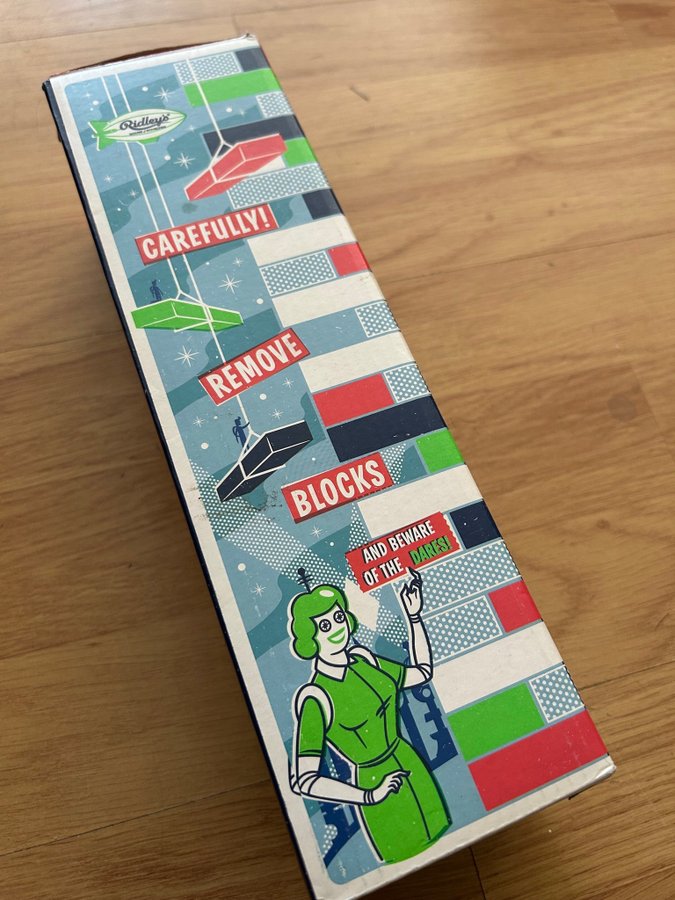 Ridley's
CAREFULLY!
REMOVE
BLOCKS
AND BEWARE
OF THE DARES!